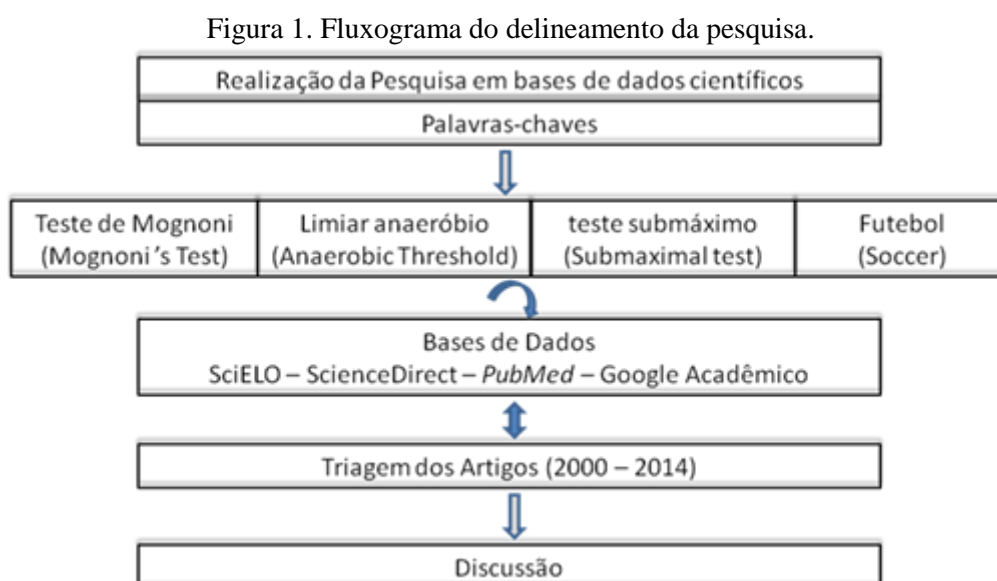 Figura 1. Fluxograma do delineamento da pesquisa.
Realização da Pesquisa em bases de dados científicos
Palavras-chaves
Teste de Mognoni
(Mognoni's Test)
Limiar anaeróbio
(Anaerobic Threshold)
teste submáximo
(Submaximal test)
Futebol
(Soccer)
Bases de Dados
SciELO – ScienceDirect – PubMed – Google Acadêmico
Triagem dos Artigos (2000 – 2014)
Discussão